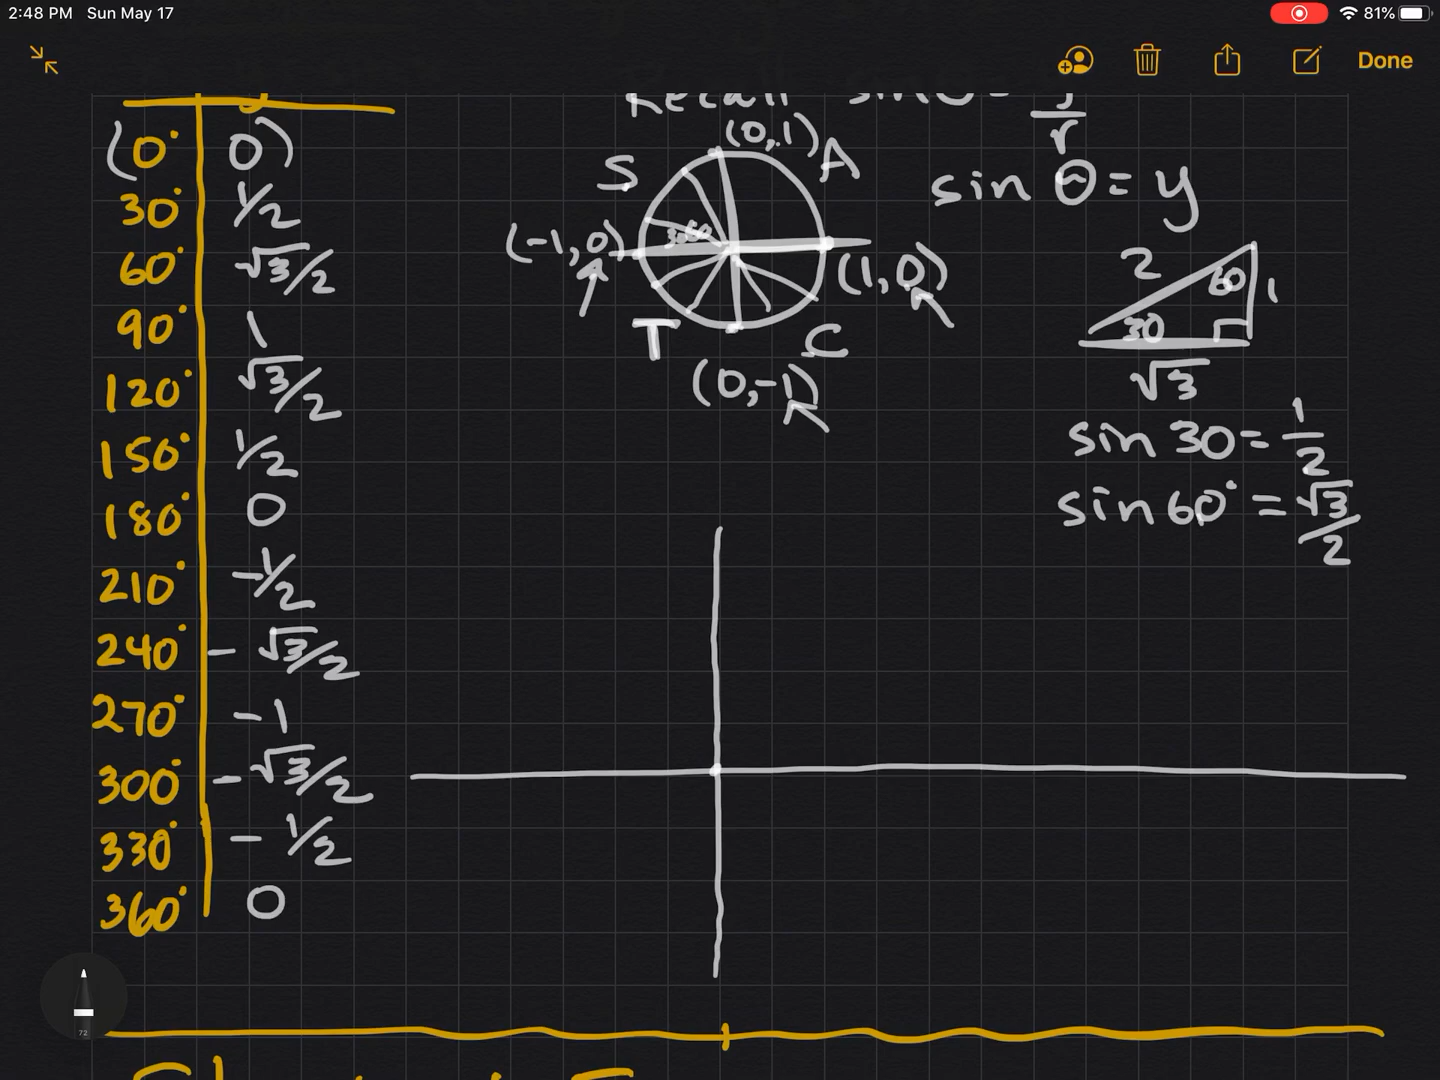 2:48 PM Sun May 17
81%
Done
y
Recall sin θ = y/r
(0° 0)
30° 1/2
60° √3/2
90° 1
120° √3/2
150° 1/2
180° 0
210° -1/2
240° - √3/2
270° -1
300° - √3/2
330° - 1/2
360° 0
(0,1)
S A
(-1,0) (1,0)
T C
(0,-1)
sin θ = y
2 60 1
30
√3
sin 30 = 1/2
sin 60° = √3/2
72